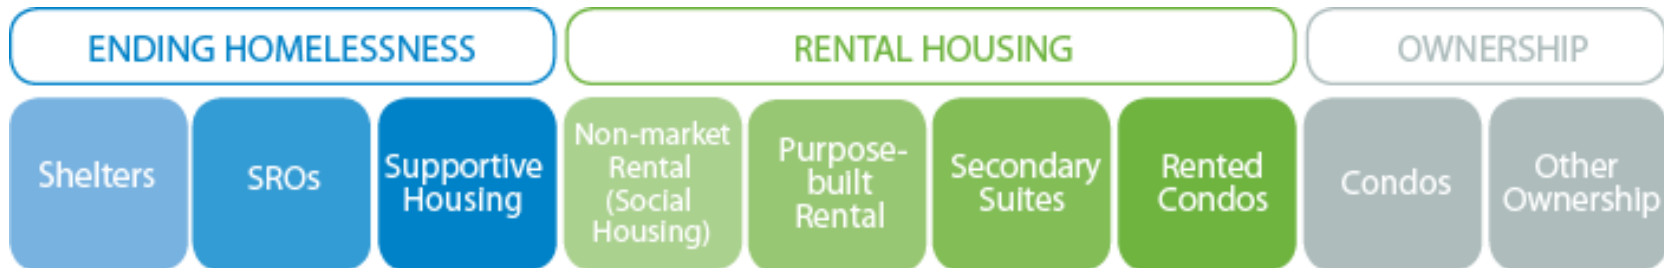 ENDING HOMELESSNESS
RENTAL HOUSING
OWNERSHIP
Shelters
SROs
Supportive
Housing
Non-market
Rental
(Social
Housing)
Purpose-
built
Rental
Secondary
Suites
Rented
Condos
Condos
Other
Ownership